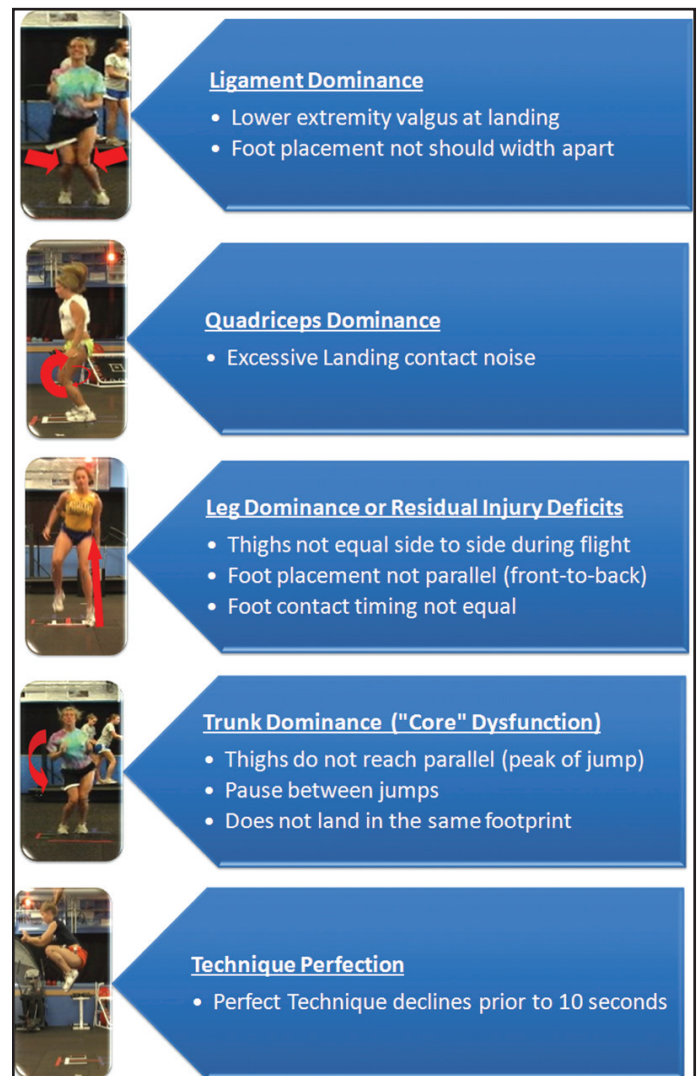 Ligament Dominance
• Lower extremity valgus at landing
• Foot placement not should width apart
Quadriceps Dominance
• Excessive Landing contact noise
Leg Dominance or Residual Injury Deficits
• Thighs not equal side to side during flight
• Foot placement not parallel (front-to-back)
• Foot contact timing not equal
Trunk Dominance ("Core" Dysfunction)
• Thighs do not reach parallel (peak of jump)
• Pause between jumps
• Does not land in the same footprint
Technique Perfection
• Perfect Technique declines prior to 10 seconds